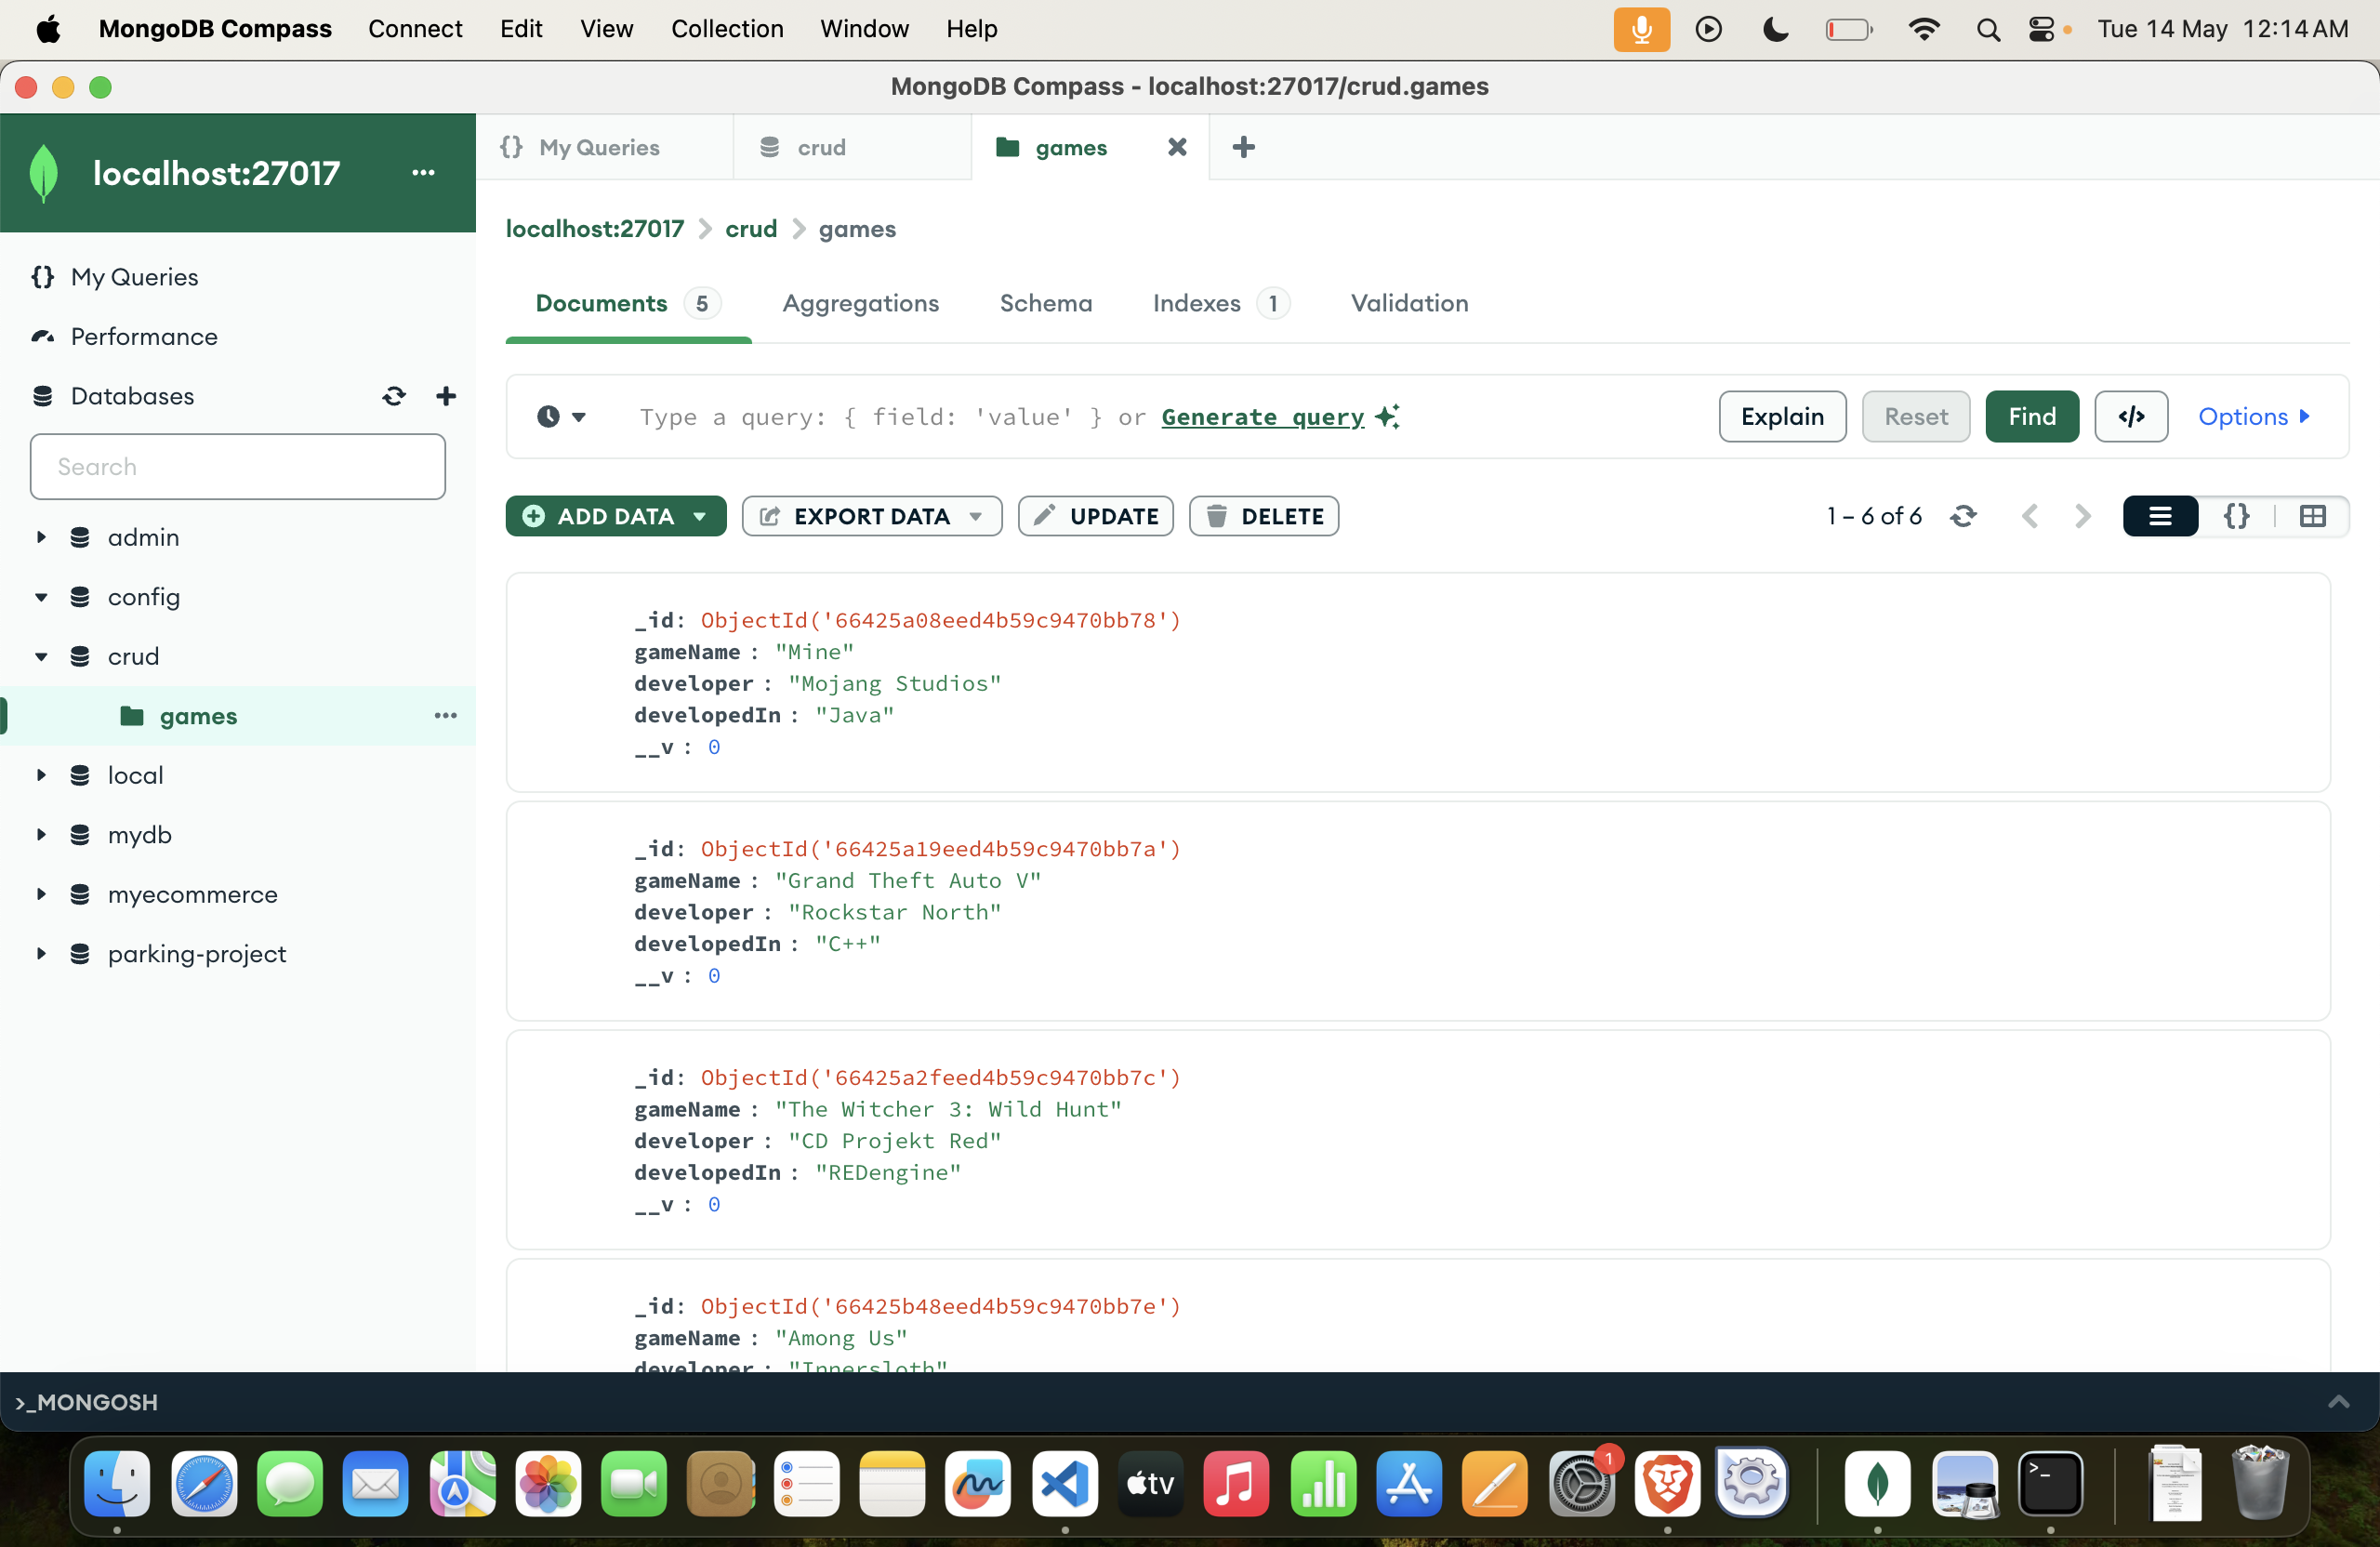 MongoDB Compass Connect Edit View Collection Window Help Tue 14 May 12:14 AM
MongoDB Compass - localhost:27017/crud.games
localhost:27017 ...
{} My Queries
crud
games
localhost:27017 > crud > games
{} My Queries
Performance
Databases
Search
admin
config
crud
games ...
local
mydb
myecommerce
parking-project
Documents 5 Aggregations Schema Indexes 1 Validation
Type a query: { field: 'value' } or Generate query
Explain Reset Find </> Options
ADD DATA EXPORT DATA UPDATE DELETE 1 – 6 of 6 {}
_id: ObjectId('66425a08eed4b59c9470bb78')
gameName : "Mine"
developer : "Mojang Studios"
developedIn : "Java"
__v : 0
_id: ObjectId('66425a19eed4b59c9470bb7a')
gameName : "Grand Theft Auto V"
developer : "Rockstar North"
developedIn : "C++"
__v : 0
_id: ObjectId('66425a2feed4b59c9470bb7c')
gameName : "The Witcher 3: Wild Hunt"
developer : "CD Projekt Red"
developedIn : "REDengine"
__v : 0
_id: ObjectId('66425b48eed4b59c9470bb7e')
gameName : "Among Us"
developer : "Innersloth"
>_MONGOSH
tv
1
>_